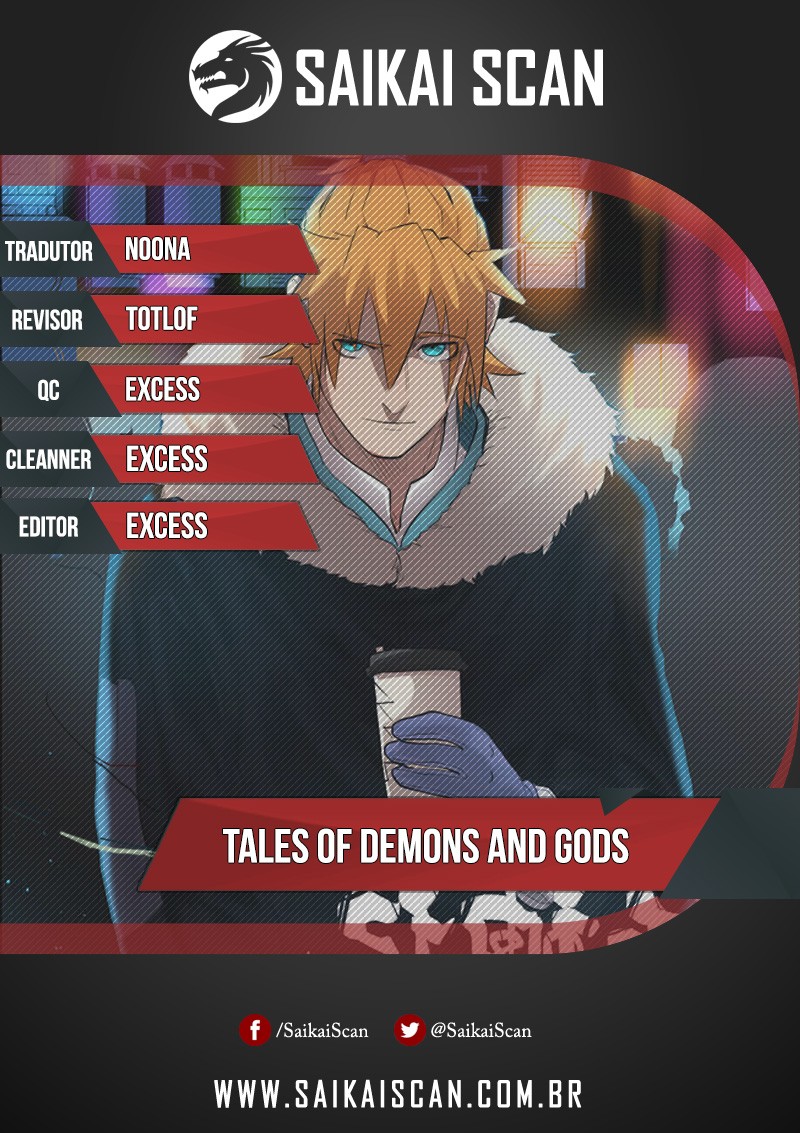 SAIKAI SCAN
TRADUTOR NOONA
REVISOR TOTLOF
QC EXCESS
CLEANNER EXCESS
EDITOR EXCESS
TALES OF DEMONS AND GODS
/SaikaiScan @SaikaiScan
WWW.SAIKAISCAN.COM.BR